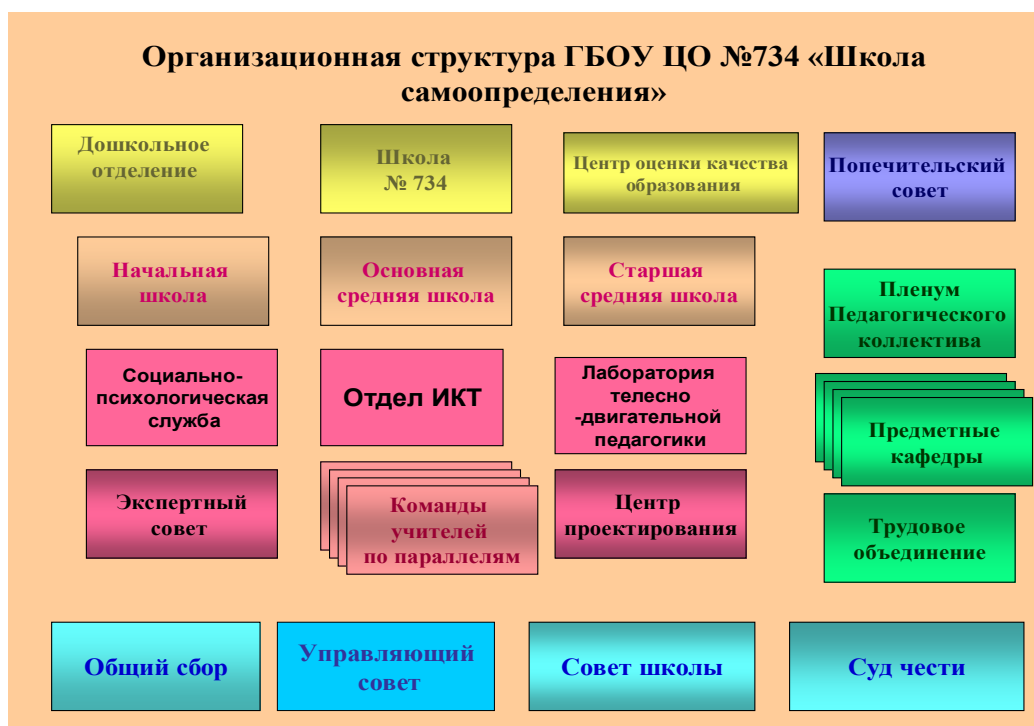 Организационная структура ГБОУ ЦО №734 «Школа
самоопределения»
Дошкольное
отделение
Школа
№ 734
Центр оценки качества
образования
Попечительский
совет
Начальная
школа
Основная
средняя школа
Старшая
средняя школа
Пленум
Педагогического
коллектива
Социально-
психологическая
служба
Отдел ИКТ
Лаборатория
телесно
-двигательной
педагогики
Предметные
кафедры
Экспертный
совет
Команды
учителей
по параллелям
Центр
проектирования
Трудовое
объединение
Общий сбор
Управляющий
совет
Совет школы
Суд чести